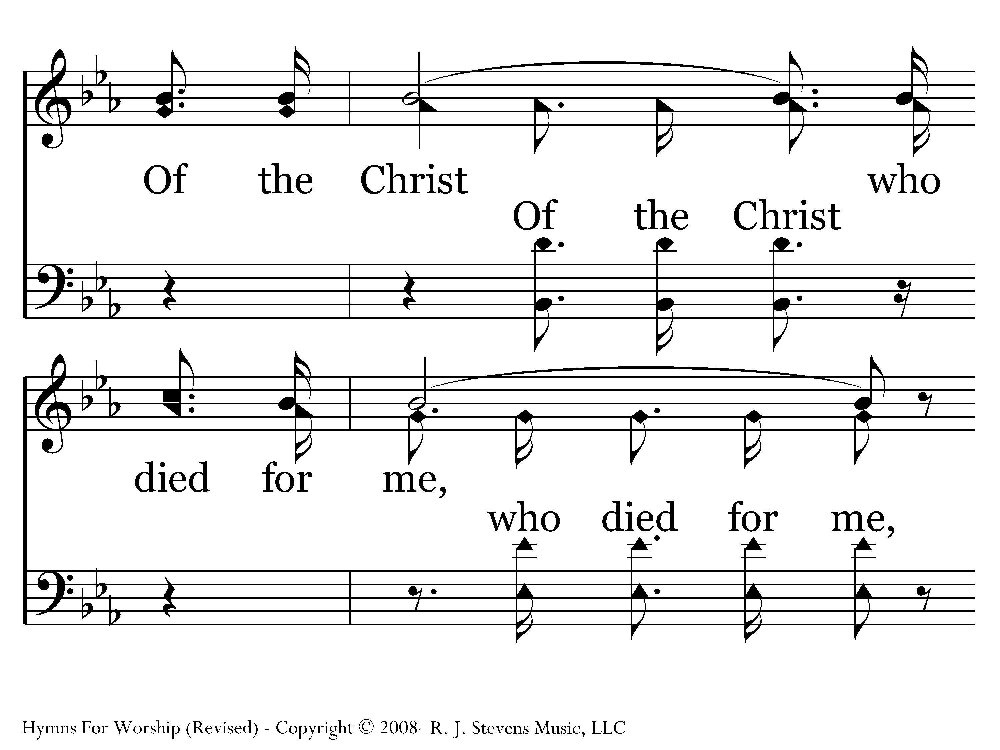 Of the Christ who
Of the Christ
died for me,
who died for me,
Hymns For Worship (Revised) - Copyright © 2008 R. J. Stevens Music, LLC